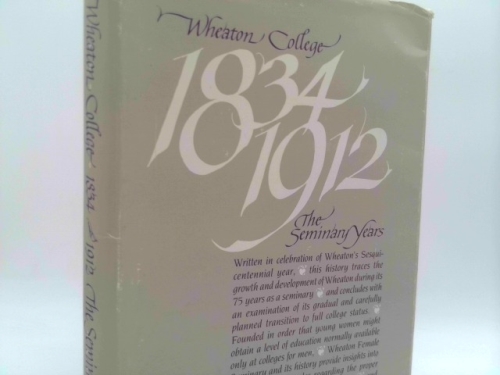 Wheaton College
1834
1912
The
Seminary Years
Written in celebration of Wheaton's Sesqui-
centennial year, this history traces the
growth and development of Wheaton during its
75 years as a seminary and concludes with
an examination of its gradual and carefully
planned transition to full college status.
Founded in order that young women might
obtain a level of education normally available
only at colleges for men, Wheaton Female
Seminary and its history provide insights into
regarding the proper
Wheaton College 1834 1912 The